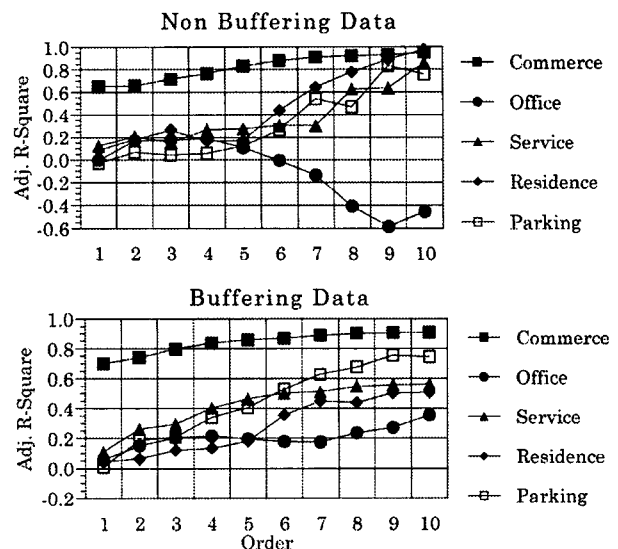 Non Buffering Data
Adj. R-Square
1.0
0.8
0.6
0.4
0.2
0.0
-0.2
-0.4
-0.6
1 2 3 4 5 6 7 8 9 10
Commerce
Office
Service
Residence
Parking
Buffering Data
Adj. R-Square
1.0
0.8
0.6
0.4
0.2
0.0
-0.2
1 2 3 4 5 6 7 8 9 10
Order
Commerce
Office
Service
Residence
Parking